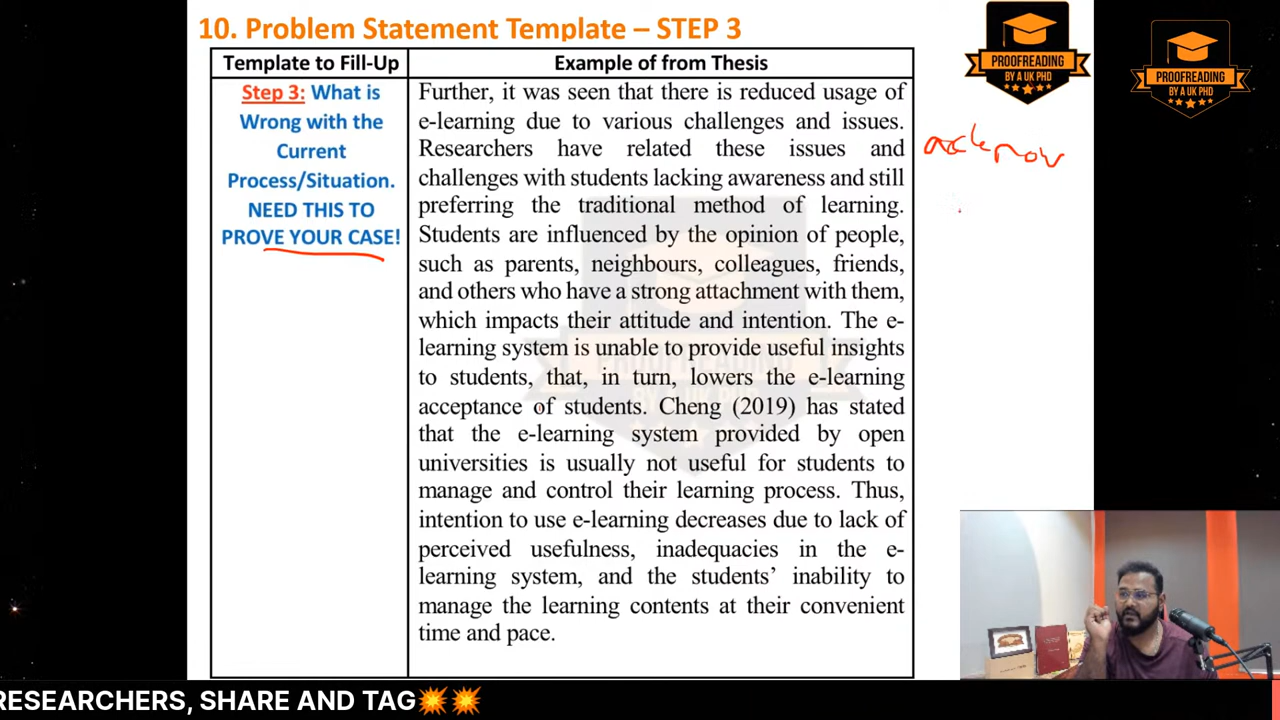 10. Problem Statement Template – STEP 3
Template to Fill-Up
Example of from Thesis
Step 3: What is
Wrong with the
Current
Process/Situation.
NEED THIS TO
PROVE YOUR CASE!
Further, it was seen that there is reduced usage of
e-learning due to various challenges and issues.
Researchers have related these issues and
challenges with students lacking awareness and still
preferring the traditional method of learning.
Students are influenced by the opinion of people,
such as parents, neighbours, colleagues, friends,
and others who have a strong attachment with them,
which impacts their attitude and intention. The e-
learning system is unable to provide useful insights
to students, that, in turn, lowers the e-learning
acceptance of students. Cheng (2019) has stated
that the e-learning system provided by open
universities is usually not useful for students to
manage and control their learning process. Thus,
intention to use e-learning decreases due to lack of
perceived usefulness, inadequacies in the e-
learning system, and the students’ inability to
manage the learning contents at their convenient
time and pace.
PROOFREADING
BY A UK PHD
PROOFREADING
BY A UK PHD
PROOFREADING
BY A UK PHD
acknow
RESEARCHERS, SHARE AND TAG💥💥